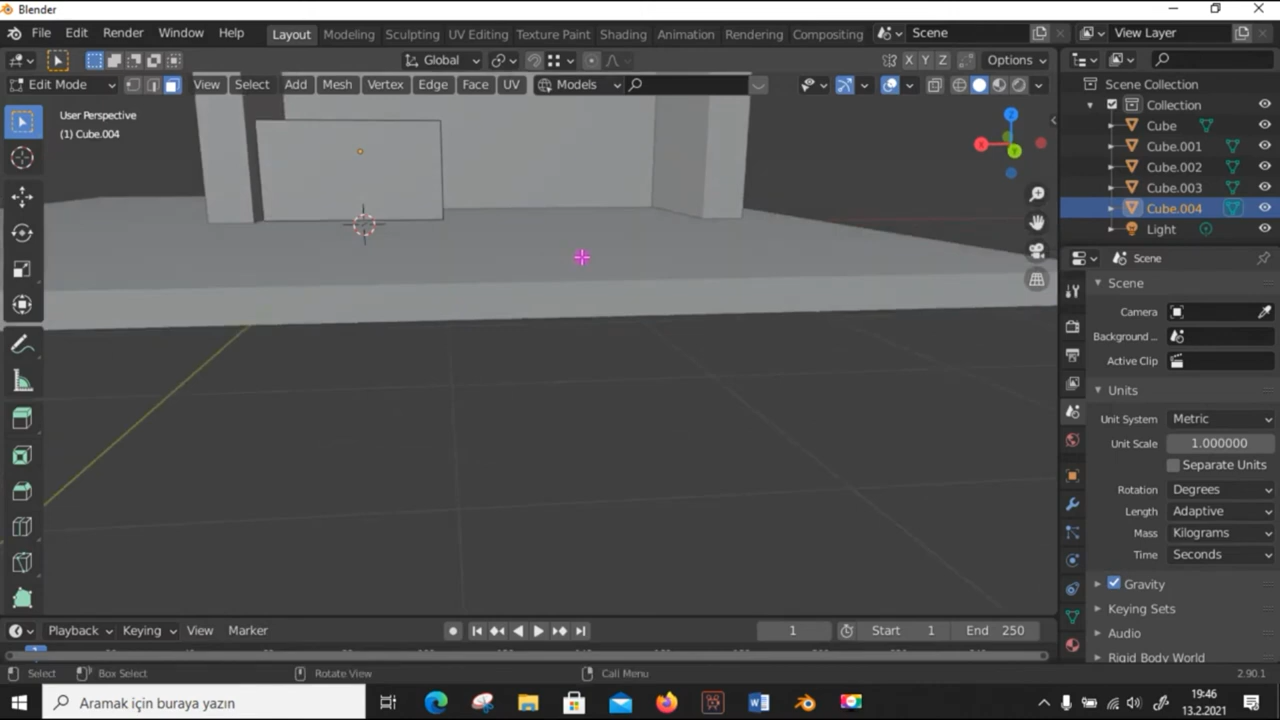 Blender
File Edit Render Window Help Layout Modeling Sculpting UV Editing Texture Paint Shading Animation Rendering Compositing Scene View Layer
Global X Y Z Options
Edit Mode View Select Add Mesh Vertex Edge Face UV Models
User Perspective
(1) Cube.004
Z
X
Y
Scene Collection
Collection
Cube
Cube.001
Cube.002
Cube.003
Cube.004
Light
Scene
Scene
Camera
Background ...
Active Clip
Units
Unit System Metric
Unit Scale 1.000000
Separate Units
Rotation Degrees
Length Adaptive
Mass Kilograms
Time Seconds
Gravity
Keying Sets
Audio
Rigid Body World
Playback Keying View Marker 1 Start 1 End 250
Select Box Select Rotate View Call Menu 2.90.1
Aramak için buraya yazın
19:46
13.2.2021